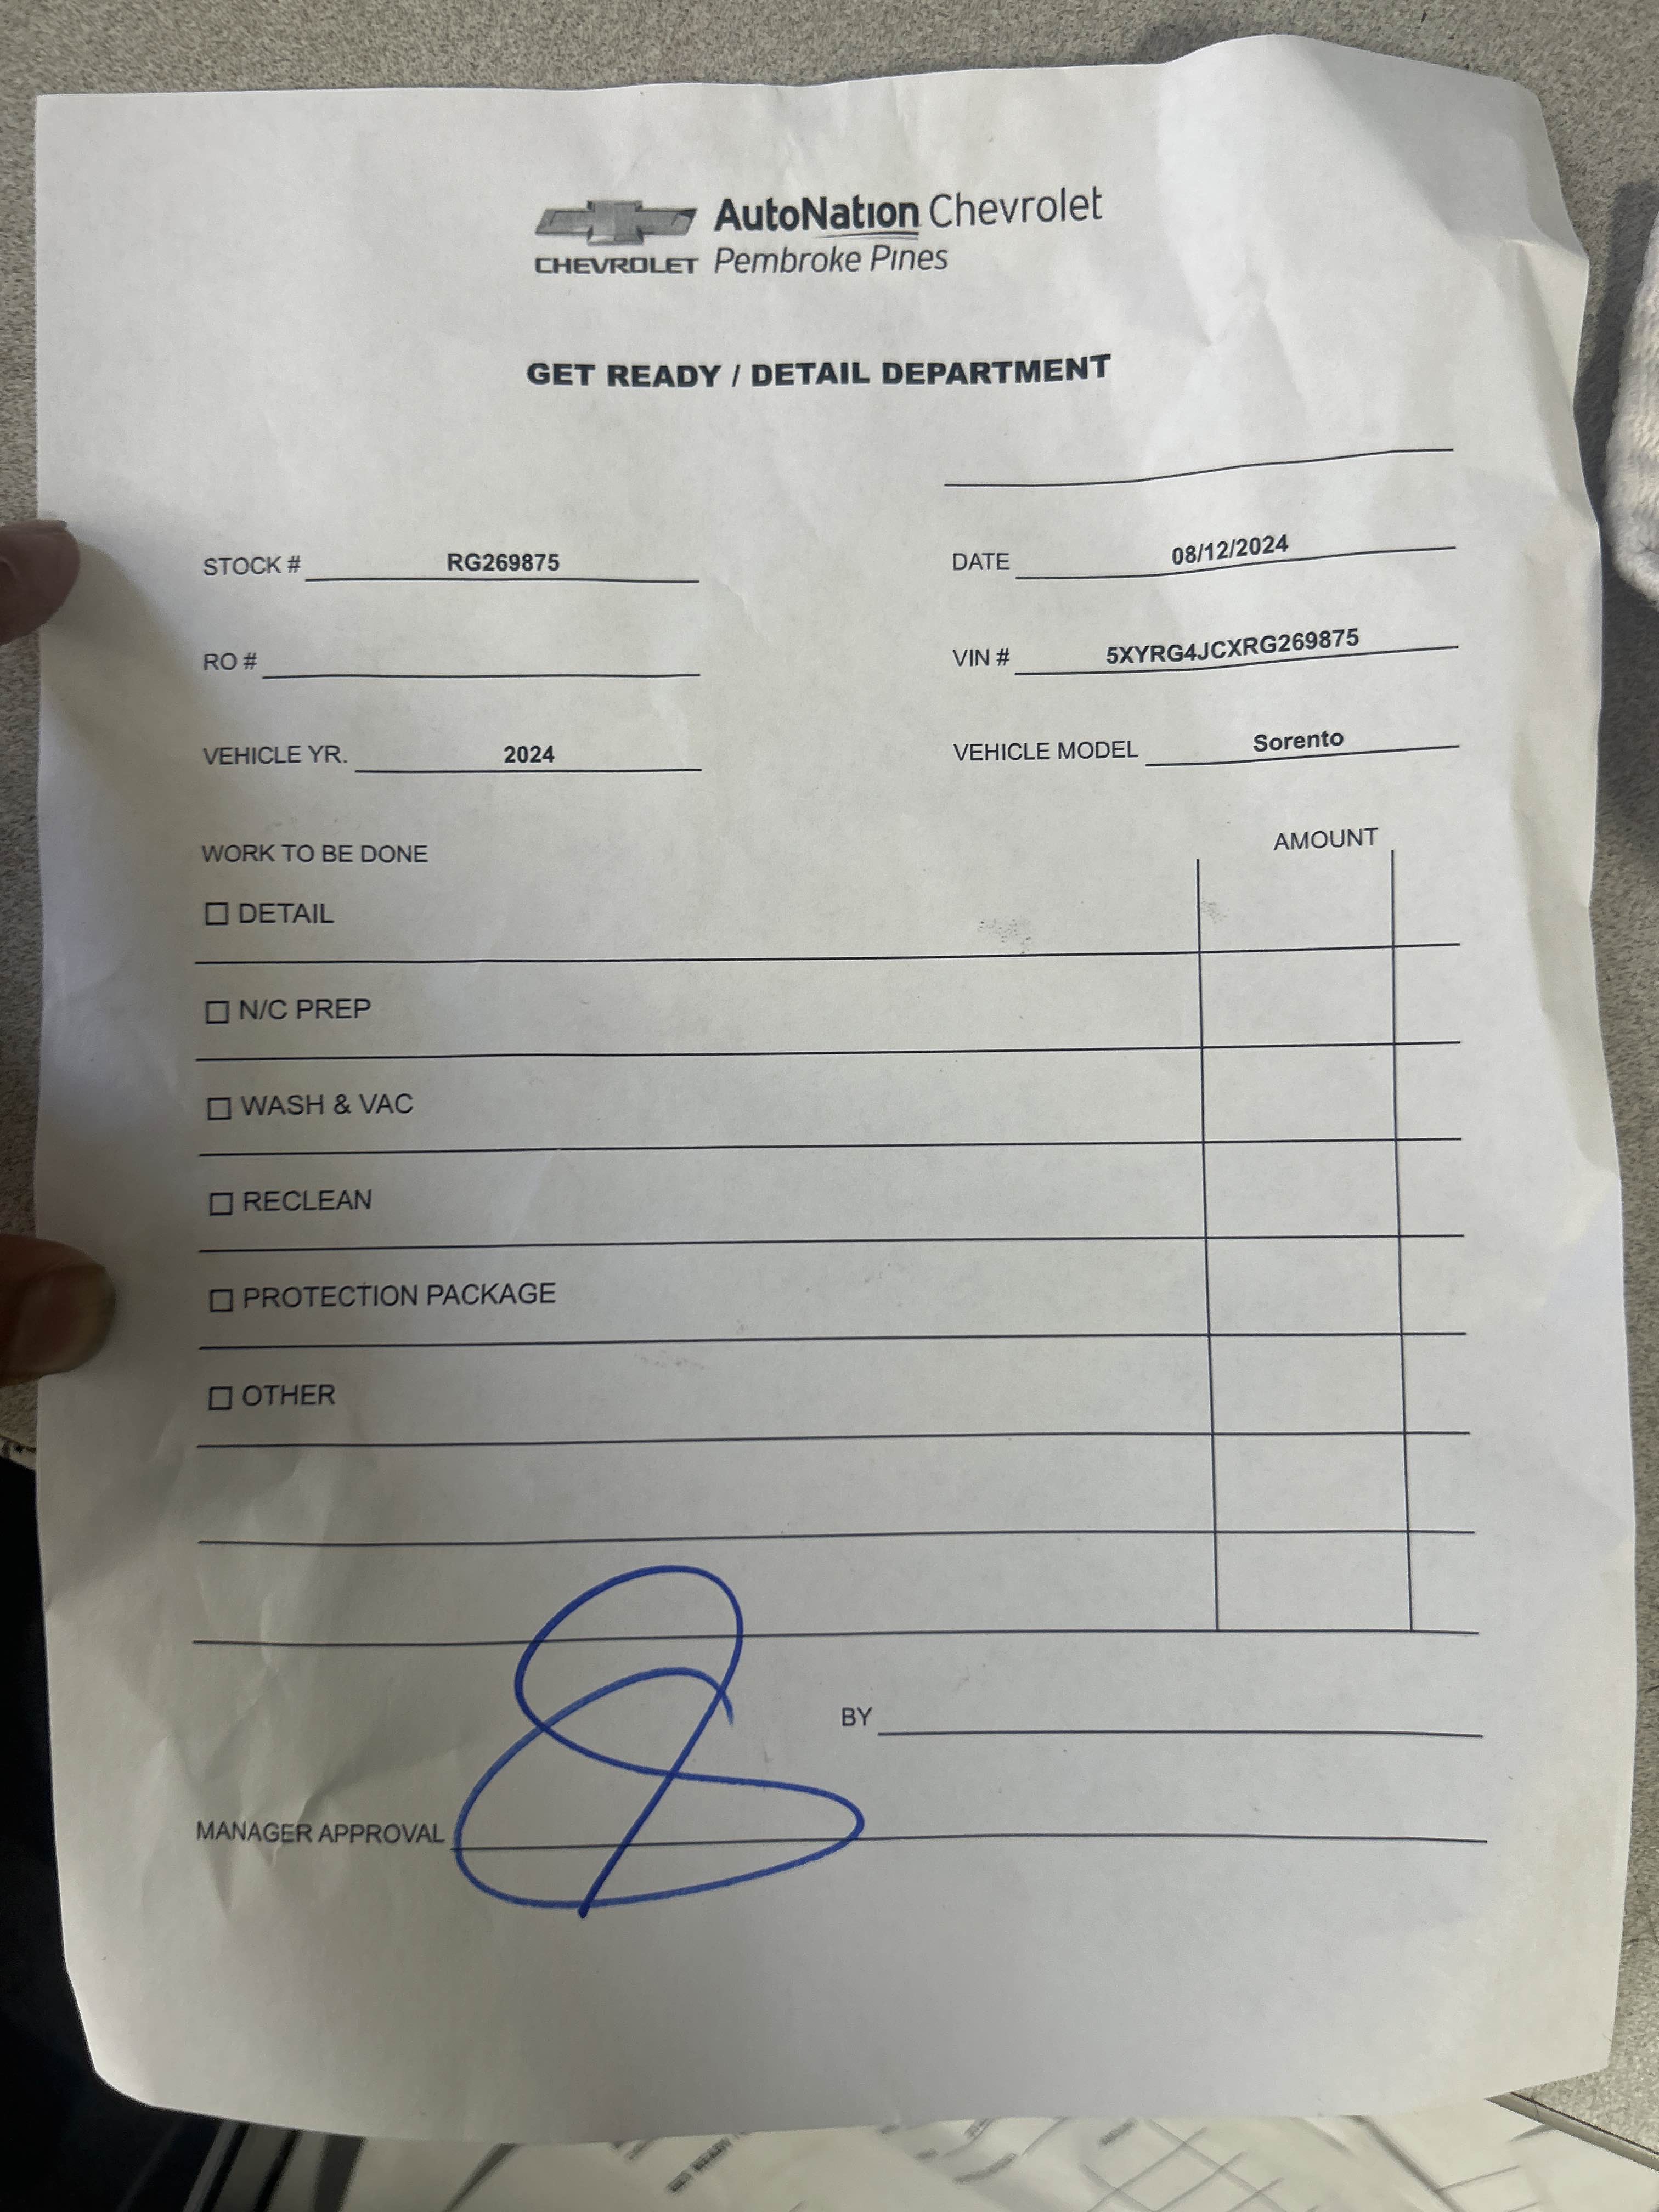 AutoNation Chevrolet
CHEVROLET Pembroke Pines
GET READY / DETAIL DEPARTMENT
STOCK # RG269875 DATE 08/12/2024
RO # VIN # 5XYRG4JCXRG269875
VEHICLE YR. 2024 VEHICLE MODEL Sorento
WORK TO BE DONE AMOUNT
DETAIL
N/C PREP
WASH & VAC
RECLEAN
PROTECTION PACKAGE
OTHER
BY
MANAGER APPROVAL